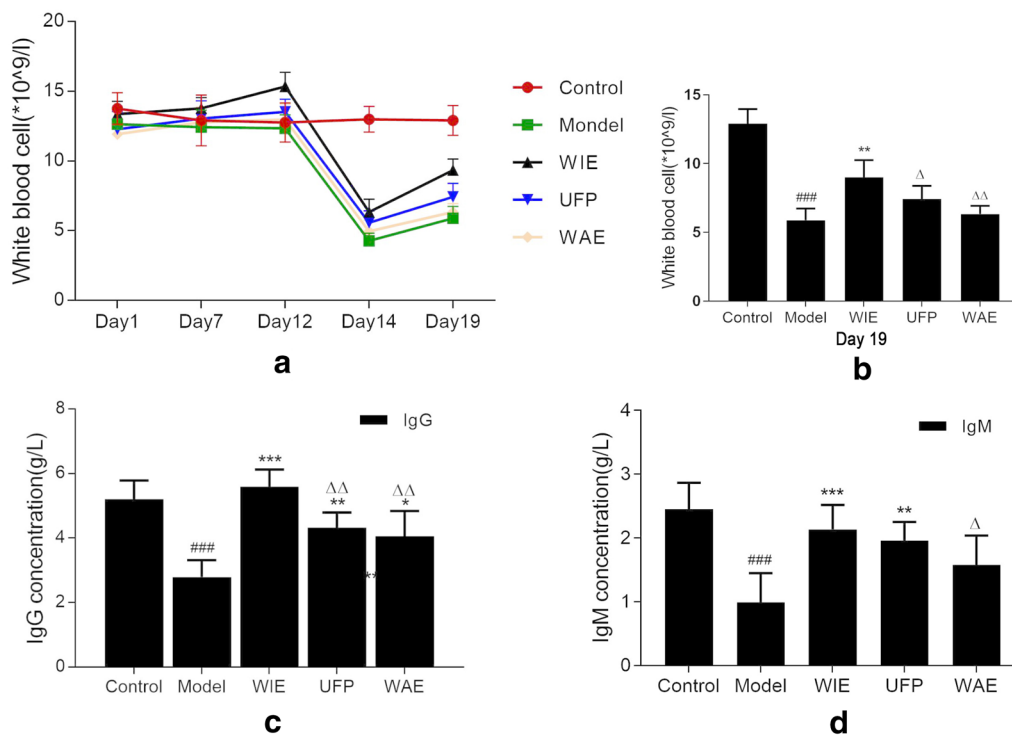 20
15
10
5
0
White blood cell(*10^9/l)
Day1 Day7 Day12 Day14 Day19
Control
Mondel
WIE
UFP
WAE
a
15
10
5
0
White blood cell(*10^9/l)
###
**
Δ
ΔΔ
Control Model WIE UFP WAE
Day 19
b
8
6
4
2
0
IgG concentration(g/L)
IgG
###
***
ΔΔ
**
ΔΔ
*
**
Control Model WIE UFP WAE
c
4
3
2
1
0
IgM concentration(g/L)
IgM
###
***
**
Δ
Control Model WIE UFP WAE
d